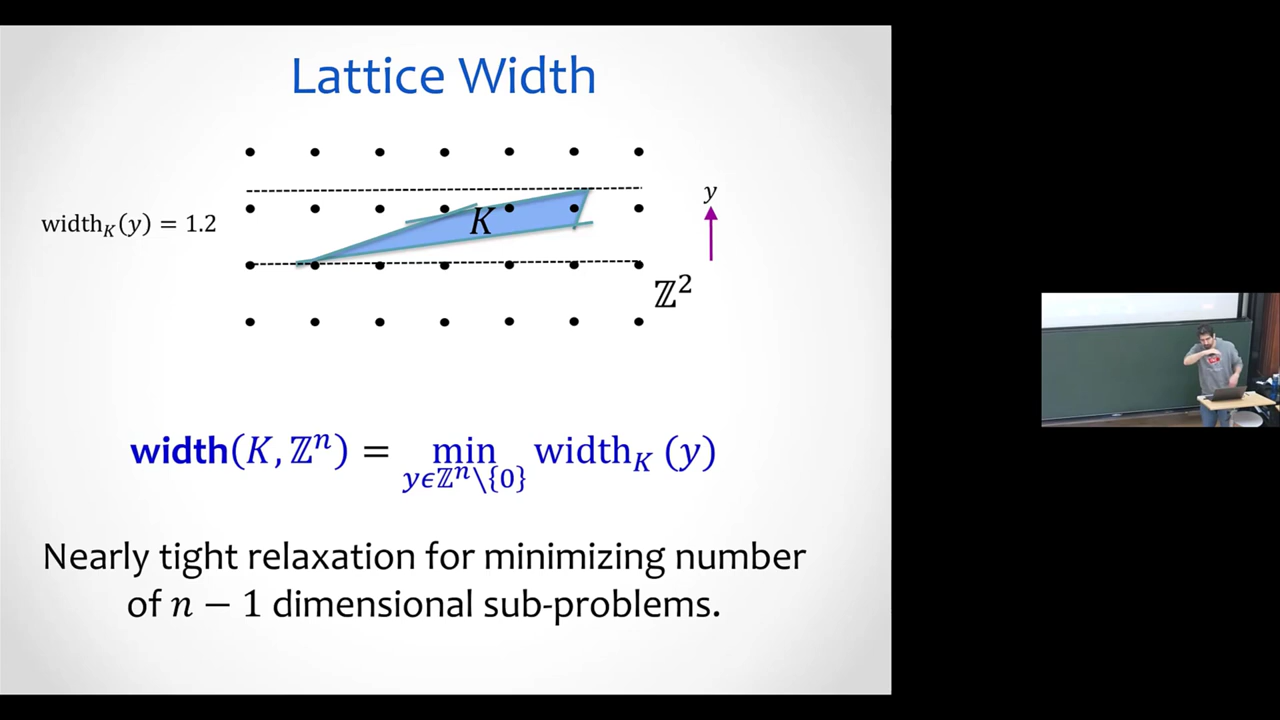 Lattice Width
y
width_K(y) = 1.2
K
ℤ²
width(K, ℤⁿ) = min width_K (y)
y∈ℤⁿ\{0}
Nearly tight relaxation for minimizing number
of n − 1 dimensional sub-problems.